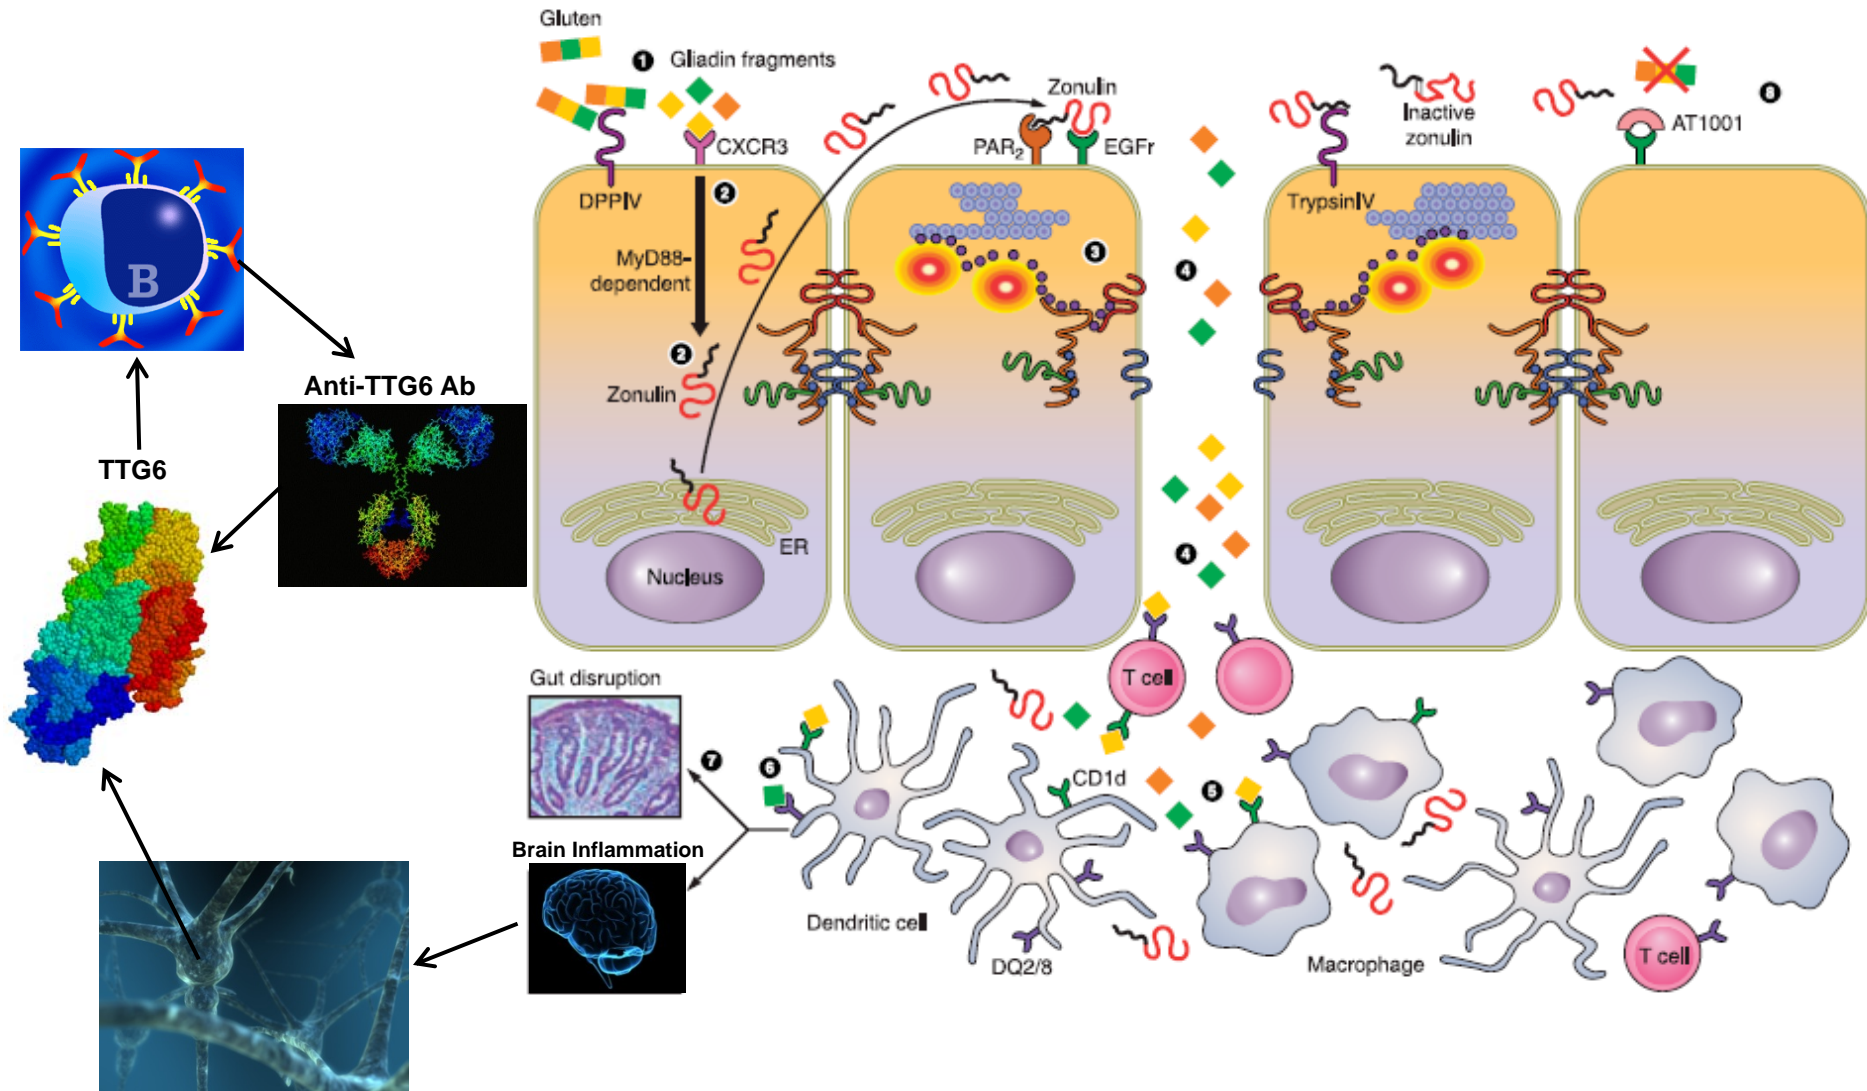 Gluten
1
Gliadin fragments
CXCR3
DPPIV
2
MyD88-
dependent
2
Zonulin
ER
Nucleus
Zonulin
PAR2
EGFr
3
4
4
TrypsinIV
Inactive
zonulin
AT1001
8
B
Anti-TTG6 Ab
TTG6
Gut disruption
7
6
Brain Inflammation
Dendritic cell
T cell
CD1d
5
DQ2/8
Macrophage
T cell